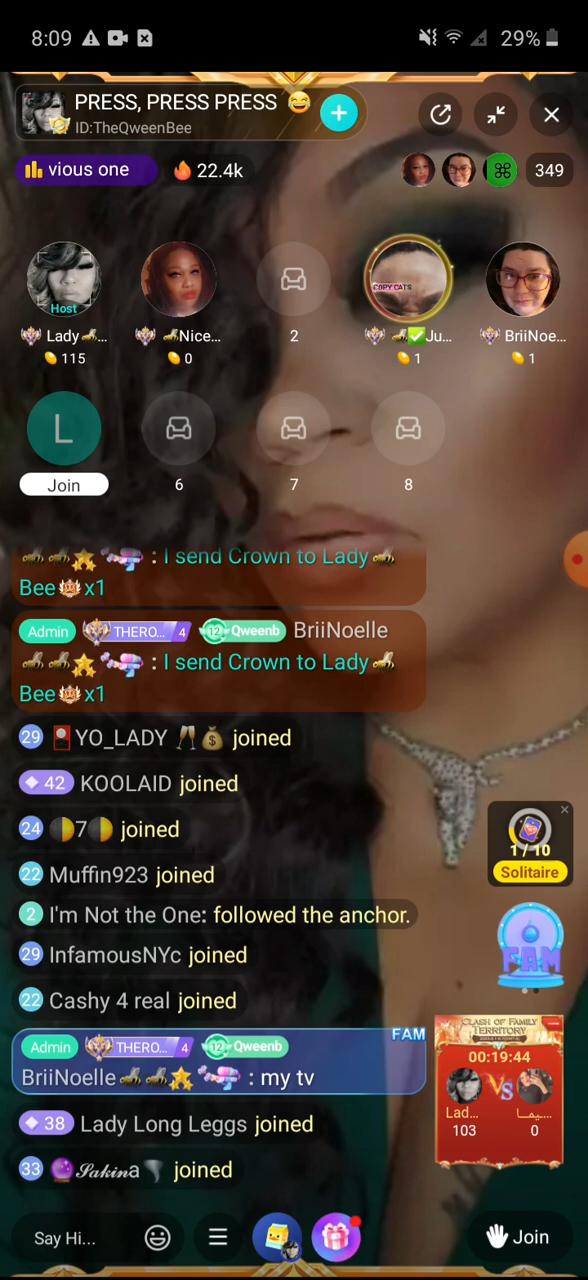 8:09
29%
PRESS, PRESS PRESS 😂
ID:TheQweenBee
vious one
22.4k
349
Host
COPY CATS
Lady 🐝...
🐝Nice...
2
🐝✅Ju...
BriiNoe...
115
0
1
1
L
Join
6
7
8
🐝🐝⭐🔫 : I send Crown to Lady🐝
Bee x1
Admin THERO... 4 12 Qweenb BriiNoelle
🐝🐝⭐🔫 : I send Crown to Lady🐝
Bee x1
29 🎴YO_LADY 🥂💰 joined
42 KOOLAID joined
24 🌓7🌗 joined
22 Muffin923 joined
2 I'm Not the One: followed the anchor.
29 InfamousNYc joined
22 Cashy 4 real joined
FAM
Admin THERO... 4 12 Qweenb
BriiNoelle🐝🐝⭐🔫 : my tv
38 Lady Long Leggs joined
33 🔮𝒮𝒶𝓀𝒾𝓃a🌪 joined
1 / 10
Solitaire
FAM
CLASH OF FAMILY
TERRITORY
00:19:44
VS
Lad...
103
0
Say Hi...
Join